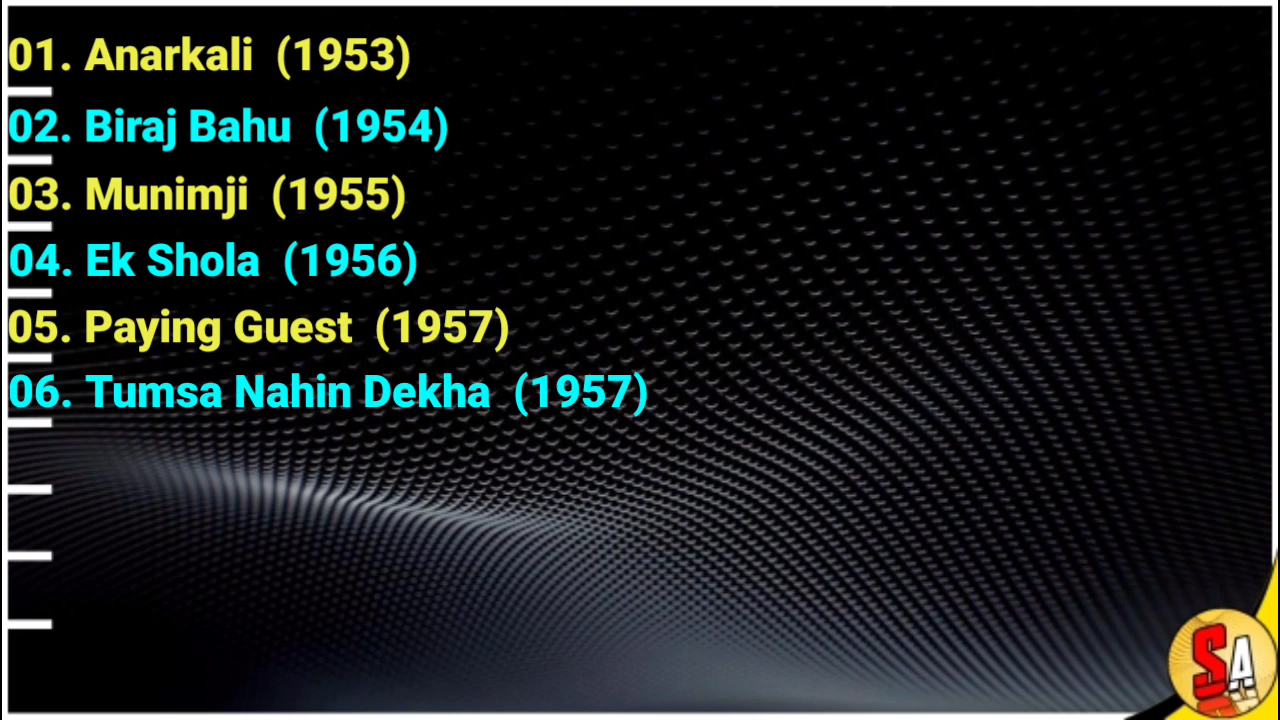 01. Anarkali (1953)
02. Biraj Bahu (1954)
03. Munimji (1955)
04. Ek Shola (1956)
05. Paying Guest (1957)
06. Tumsa Nahin Dekha (1957)
SA